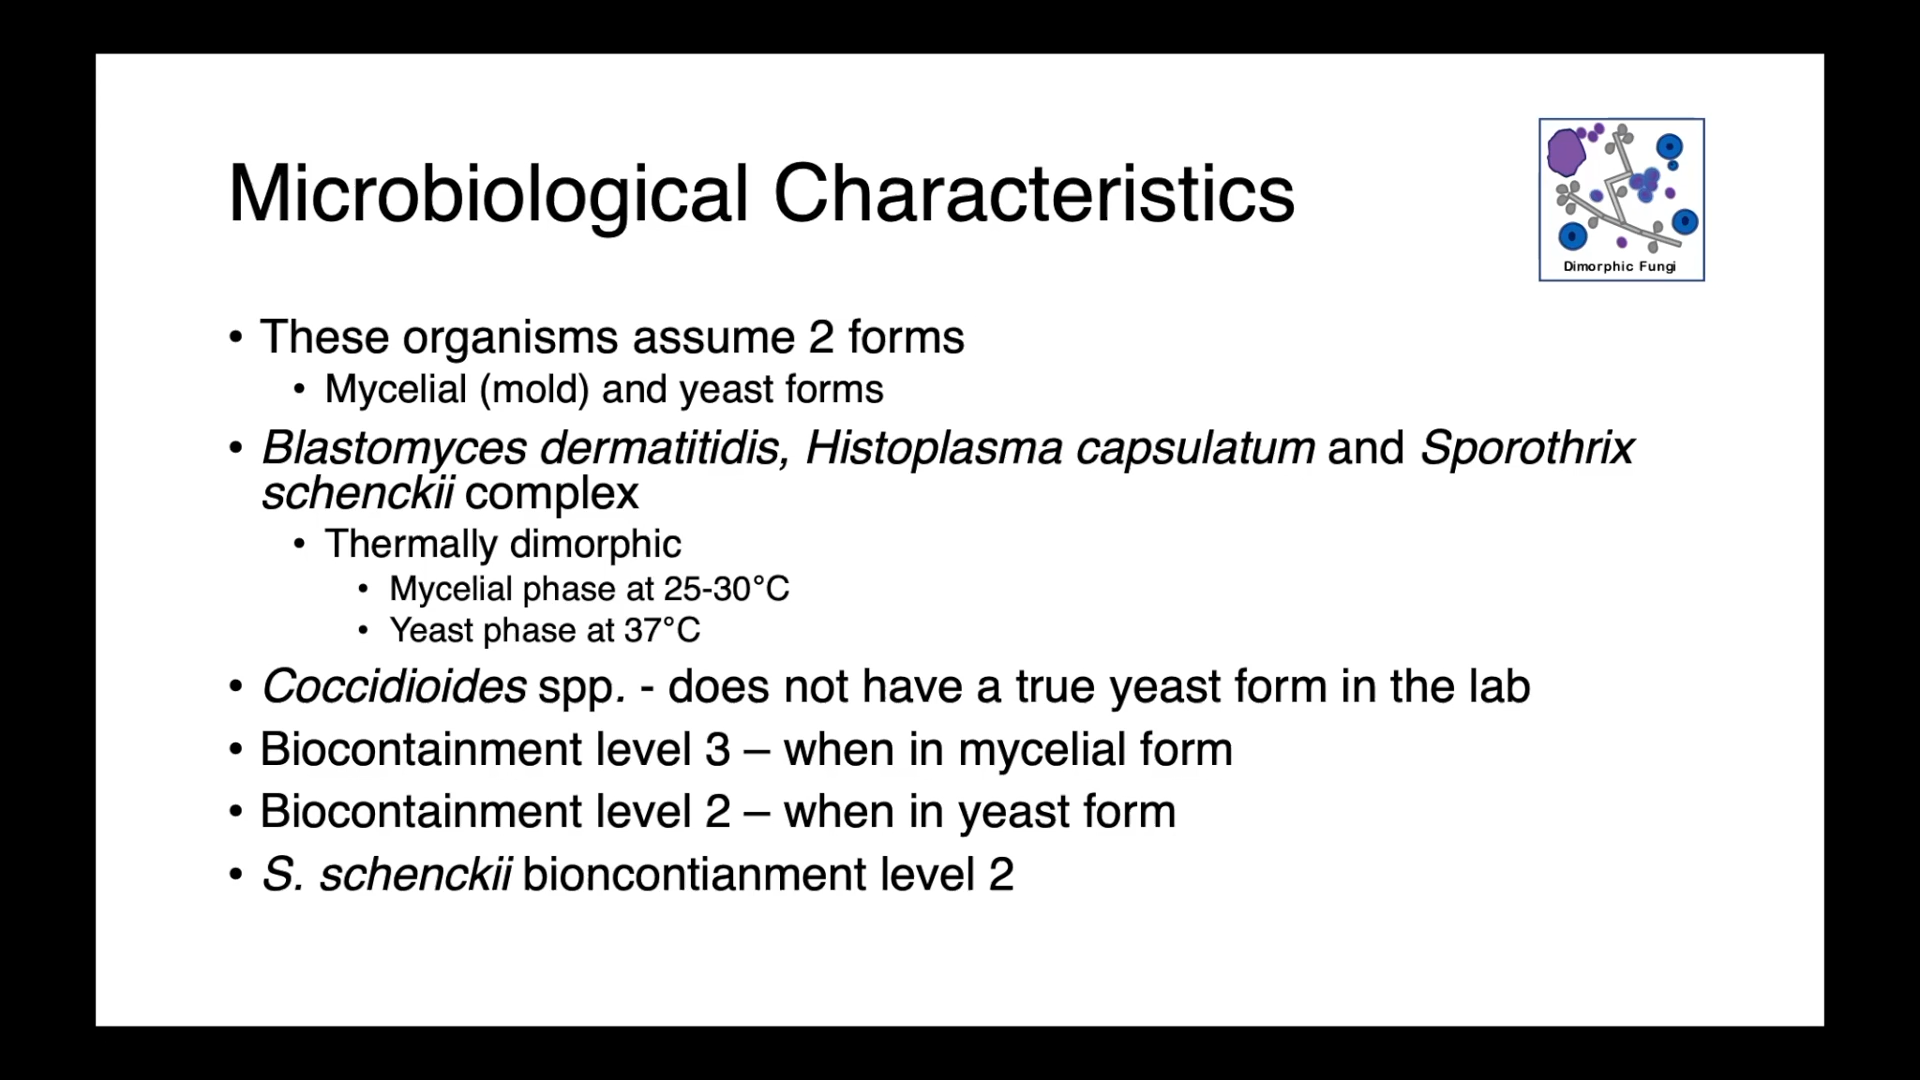 Microbiological Characteristics
Dimorphic Fungi
• These organisms assume 2 forms
• Mycelial (mold) and yeast forms
• Blastomyces dermatitidis, Histoplasma capsulatum and Sporothrix
schenckii complex
• Thermally dimorphic
• Mycelial phase at 25-30°C
• Yeast phase at 37°C
• Coccidioides spp. - does not have a true yeast form in the lab
• Biocontainment level 3 – when in mycelial form
• Biocontainment level 2 – when in yeast form
• S. schenckii bioncontianment level 2